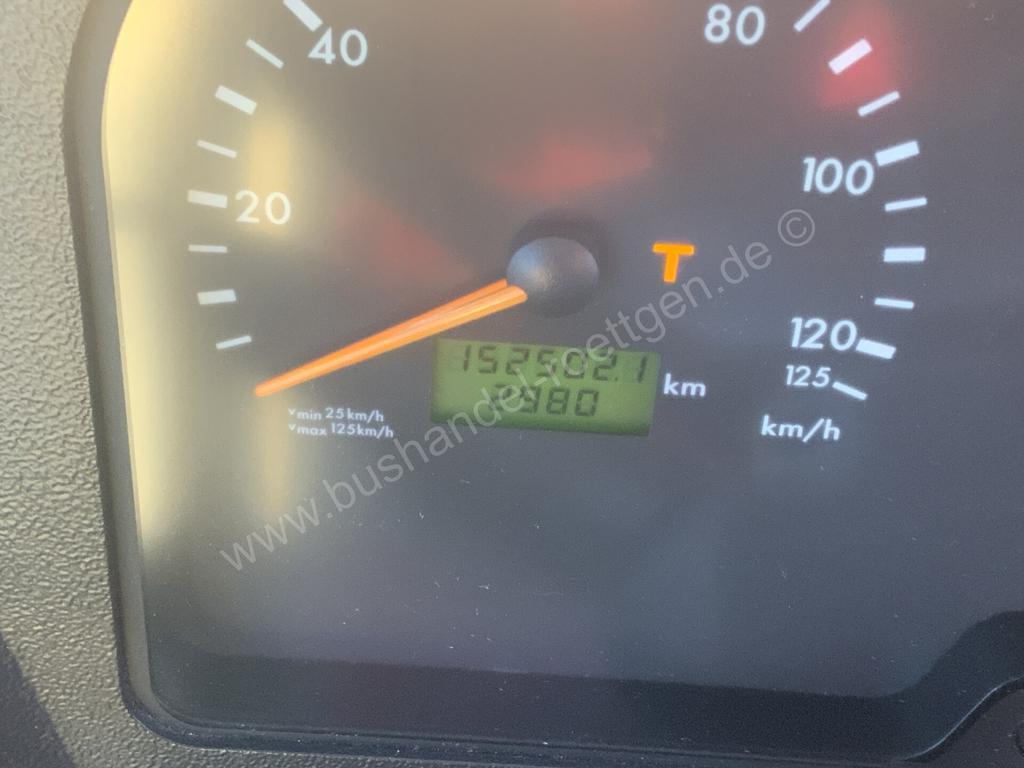 40
80
20
100
T
120
152502.1
km
125
v min 25 km/h
v max 125 km/h
km/h
www.bushandel-roettgen.de ©